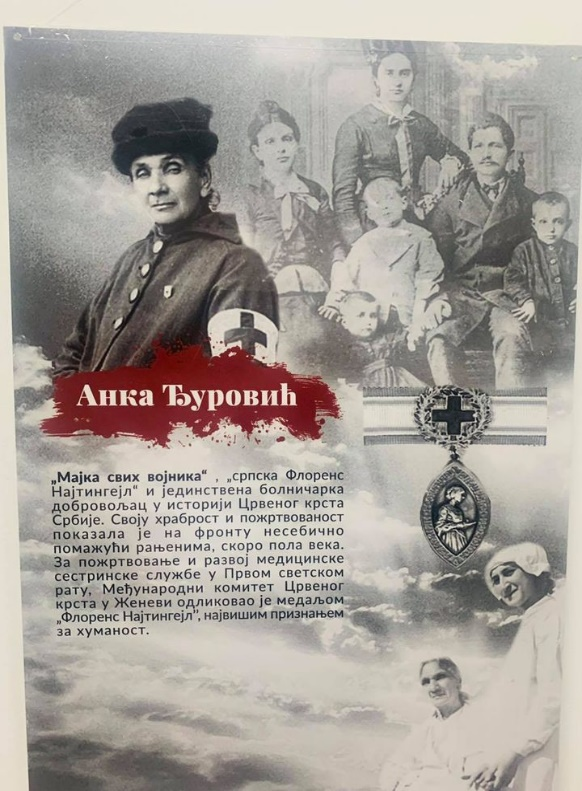 Анка Ђуровић
„Мајка свих војника“ , „српска Флоренс
Најтингејл“ и јединствена болничарка
добровољац у историји Црвеног крста
Србије. Своју храброст и пожртвованост
показала је на фронту несебично
помажући рањенима, скоро пола века.
За пожртвовање и развој медицинске
сестринске службе у Првом светском
рату, Међународни комитет Црвеног
крста у Женеви одликовао је медаљом
„Флоренс Најтингејл”, највишим признањем
за хуманост.